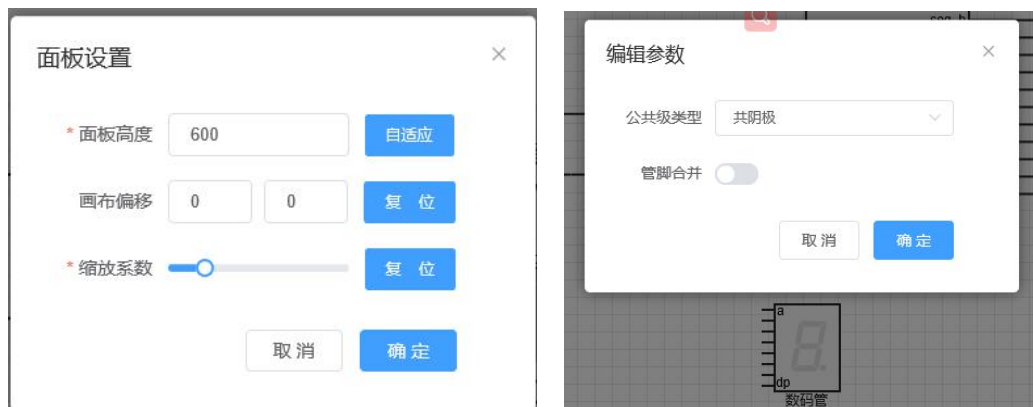 面板设置
* 面板高度 600 自适应
画布偏移 0 0 复 位
* 缩放系数 复 位
取消 确定
编辑参数
公共级类型 共阴极
管脚合并
取消 确定
a
dp
数码管